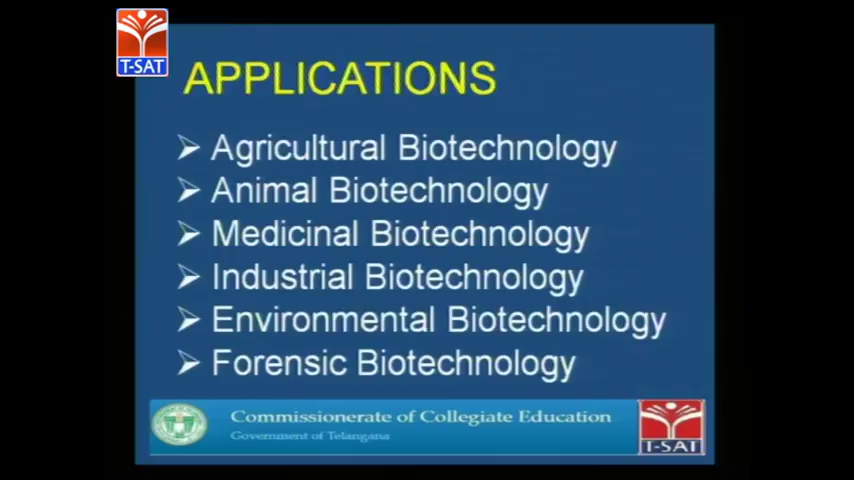 T-SAT
APPLICATIONS
Agricultural Biotechnology
Animal Biotechnology
Medicinal Biotechnology
Industrial Biotechnology
Environmental Biotechnology
Forensic Biotechnology
Commissionerate of Collegiate Education
Government of Telangana
T-SAT